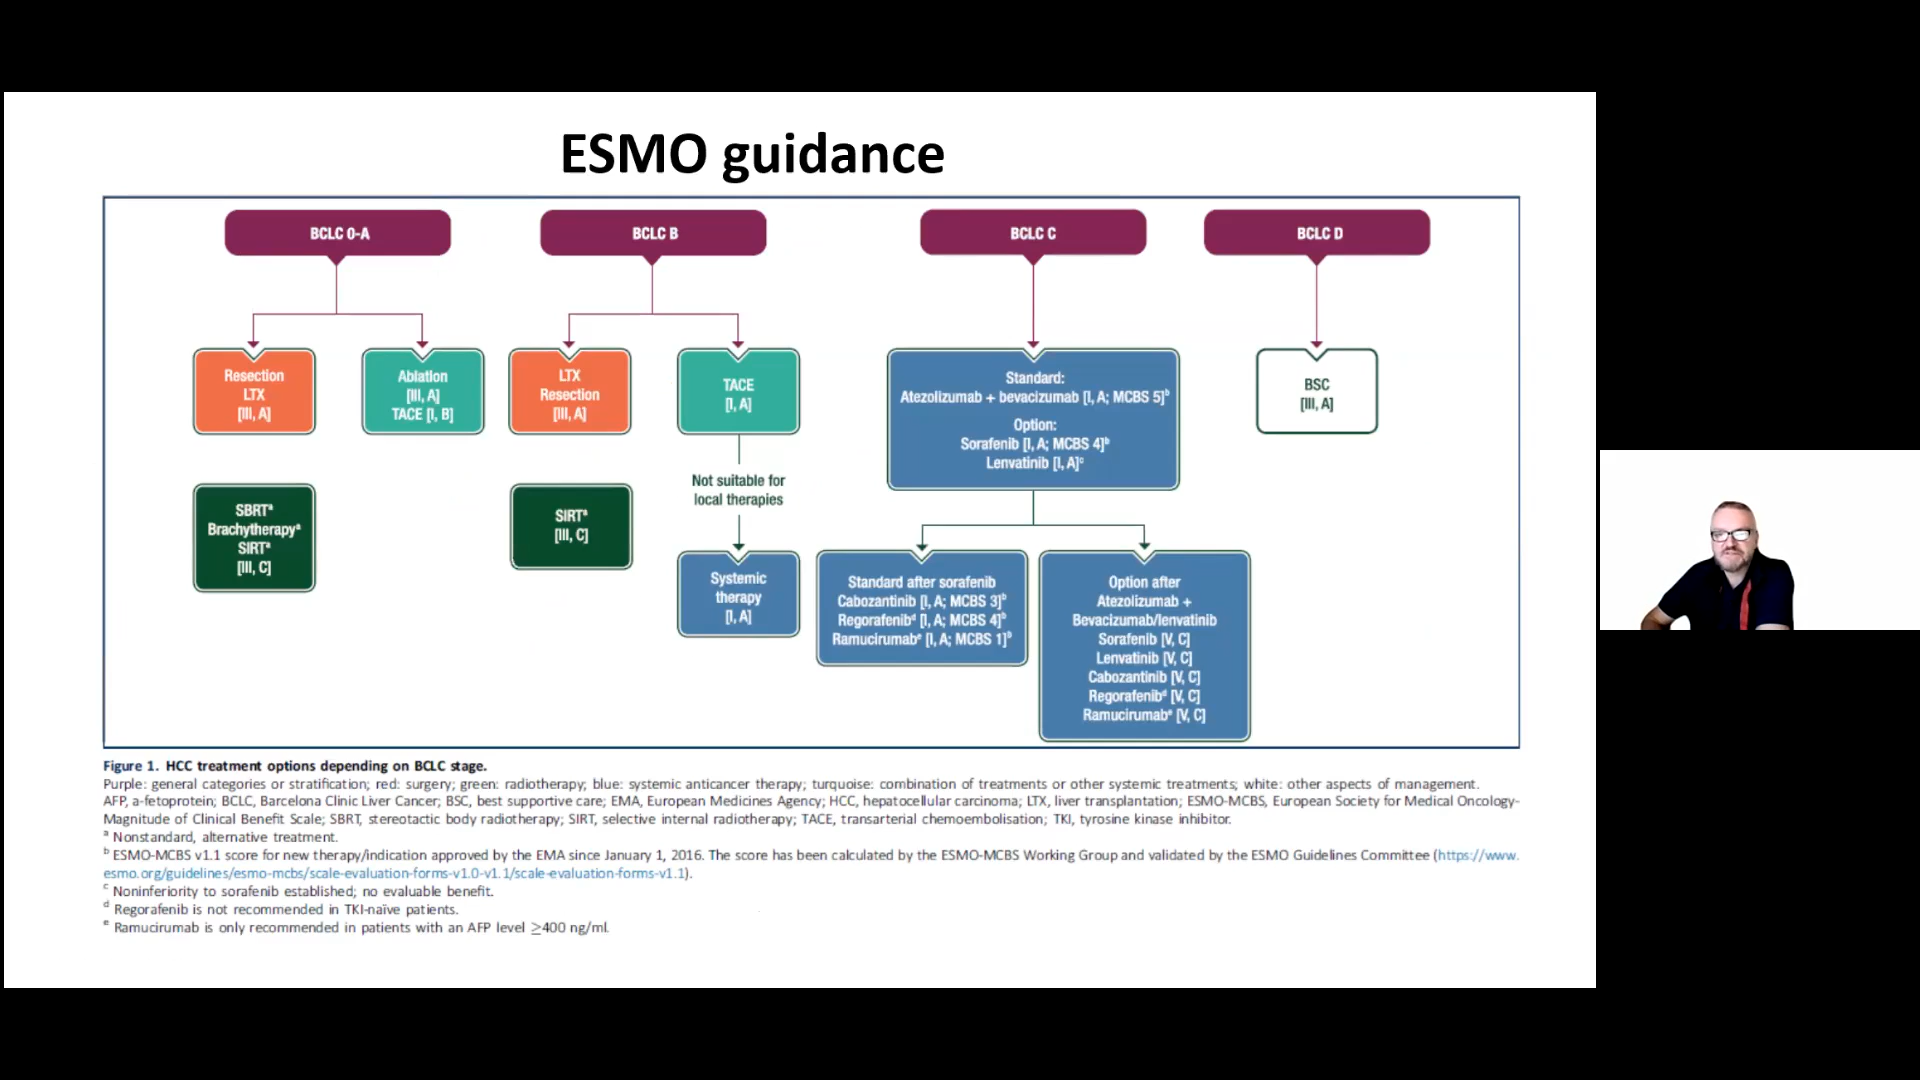 ESMO guidance
BCLC 0-A
BCLC B
BCLC C
BCLC D
Resection
LTX
[III, A]
Ablation
[III, A]
TACE [I, B]
LTX
Resection
[III, A]
TACE
[I, A]
Standard:
Atezolizumab + bevacizumab [I, A; MCBS 5]ᵇ
Option:
Sorafenib [I, A; MCBS 4]ᵇ
Lenvatinib [I, A]ᶜ
BSC
[III, A]
SBRTᵃ
Brachytherapyᵃ
SIRTᵃ
[III, C]
SIRTᵃ
[III, C]
Not suitable for
local therapies
Systemic
therapy
[I, A]
Standard after sorafenib
Cabozantinib [I, A; MCBS 3]ᵇ
Regorafenibᵈ [I, A; MCBS 4]ᵇ
Ramucirumabᵉ [I, A; MCBS 1]ᵇ
Option after
Atezolizumab +
Bevacizumab/lenvatinib
Sorafenib [V, C]
Lenvatinib [V, C]
Cabozantinib [V, C]
Regorafenibᵈ [V, C]
Ramucirumabᵉ [V, C]
Figure 1. HCC treatment options depending on BCLC stage.
Purple: general categories or stratification; red: surgery; green: radiotherapy; blue: systemic anticancer therapy; turquoise: combination of treatments or other systemic treatments; white: other aspects of management.
AFP, a-fetoprotein; BCLC, Barcelona Clinic Liver Cancer; BSC, best supportive care; EMA, European Medicines Agency; HCC, hepatocellular carcinoma; LTX, liver transplantation; ESMO-MCBS, European Society for Medical Oncology-
Magnitude of Clinical Benefit Scale; SBRT, stereotactic body radiotherapy; SIRT, selective internal radiotherapy; TACE, transarterial chemoembolisation; TKI, tyrosine kinase inhibitor.
ᵃ Nonstandard, alternative treatment.
ᵇ ESMO-MCBS v1.1 score for new therapy/indication approved by the EMA since January 1, 2016. The score has been calculated by the ESMO-MCBS Working Group and validated by the ESMO Guidelines Committee (https://www.
esmo.org/guidelines/esmo-mcbs/scale-evaluation-forms-v1.0-v1.1/scale-evaluation-forms-v1.1).
ᶜ Noninferiority to sorafenib established; no evaluable benefit.
ᵈ Regorafenib is not recommended in TKI-naïve patients.
ᵉ Ramucirumab is only recommended in patients with an AFP level ≥400 ng/ml.